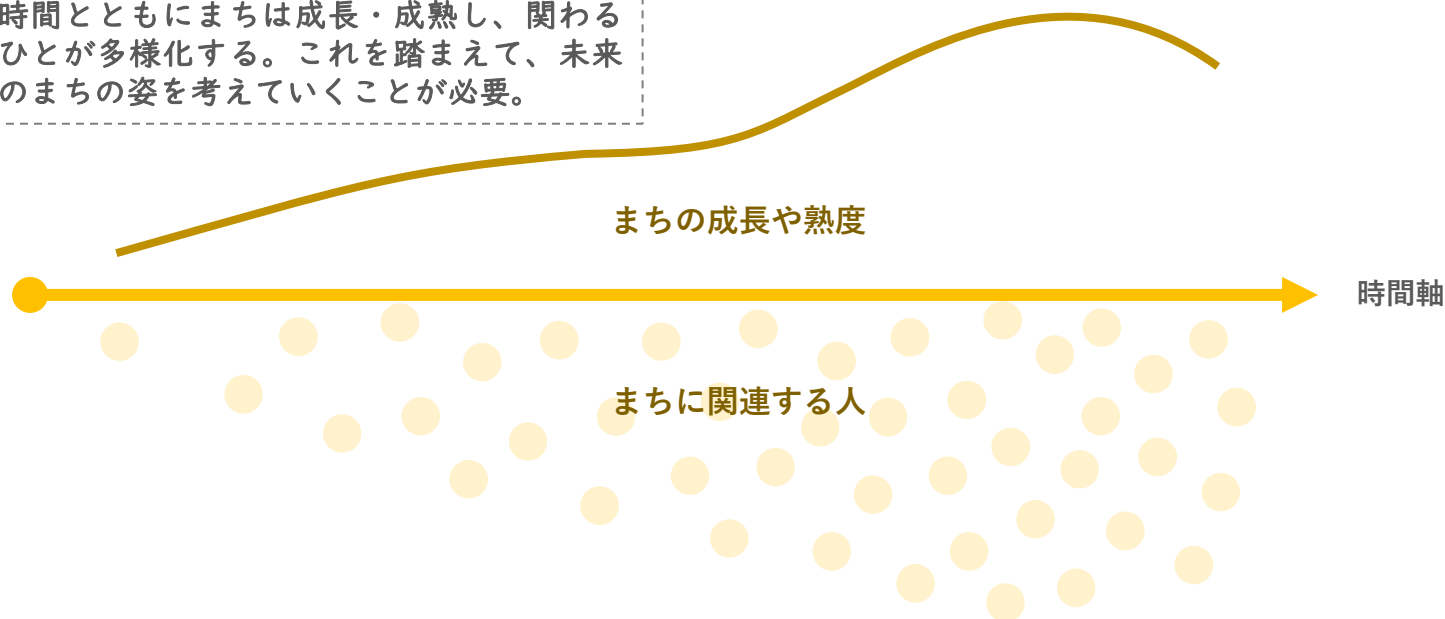 時間とともにまちは成長・成熟し、関わる
ひとが多様化する。これを踏まえて、未来
のまちの姿を考えていくことが必要。
まちの成長や熟度
時間軸
まちに関連する人